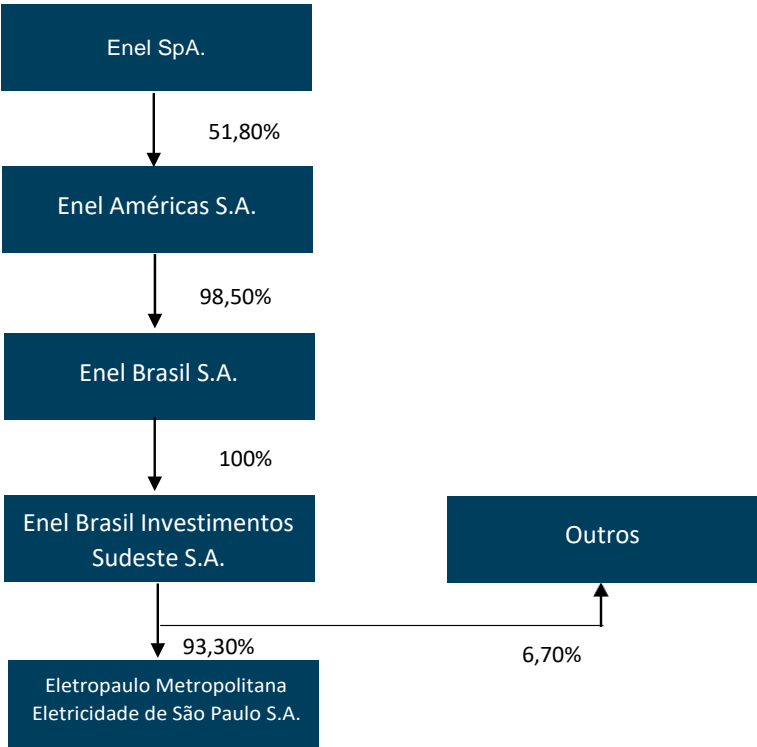 Enel SpA.
51,80%
Enel Américas S.A.
98,50%
Enel Brasil S.A.
100%
Enel Brasil Investimentos
Sudeste S.A.
Outros
93,30%
6,70%
Eletropaulo Metropolitana
Eletricidade de São Paulo S.A.